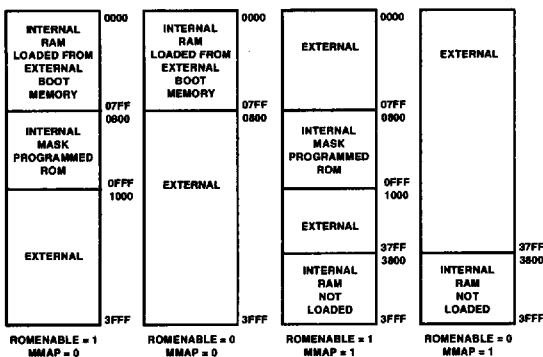 0000
INTERNAL
RAM
LOADED FROM
EXTERNAL
BOOT
MEMORY
07FF
0800
INTERNAL
MASK
PROGRAMMED
ROM
0FFF
1000
EXTERNAL
3FFF
ROMENABLE = 1
MMAP = 0
0000
INTERNAL
RAM
LOADED FROM
EXTERNAL
BOOT
MEMORY
07FF
0800
EXTERNAL
3FFF
ROMENABLE = 0
MMAP = 0
0000
EXTERNAL
07FF
0800
INTERNAL
MASK
PROGRAMMED
ROM
0FFF
1000
EXTERNAL
37FF
3800
INTERNAL
RAM
NOT
LOADED
3FFF
ROMENABLE = 1
MMAP = 1
0000
EXTERNAL
37FF
3800
INTERNAL
RAM
NOT
LOADED
3FFF
ROMENABLE = 0
MMAP = 1